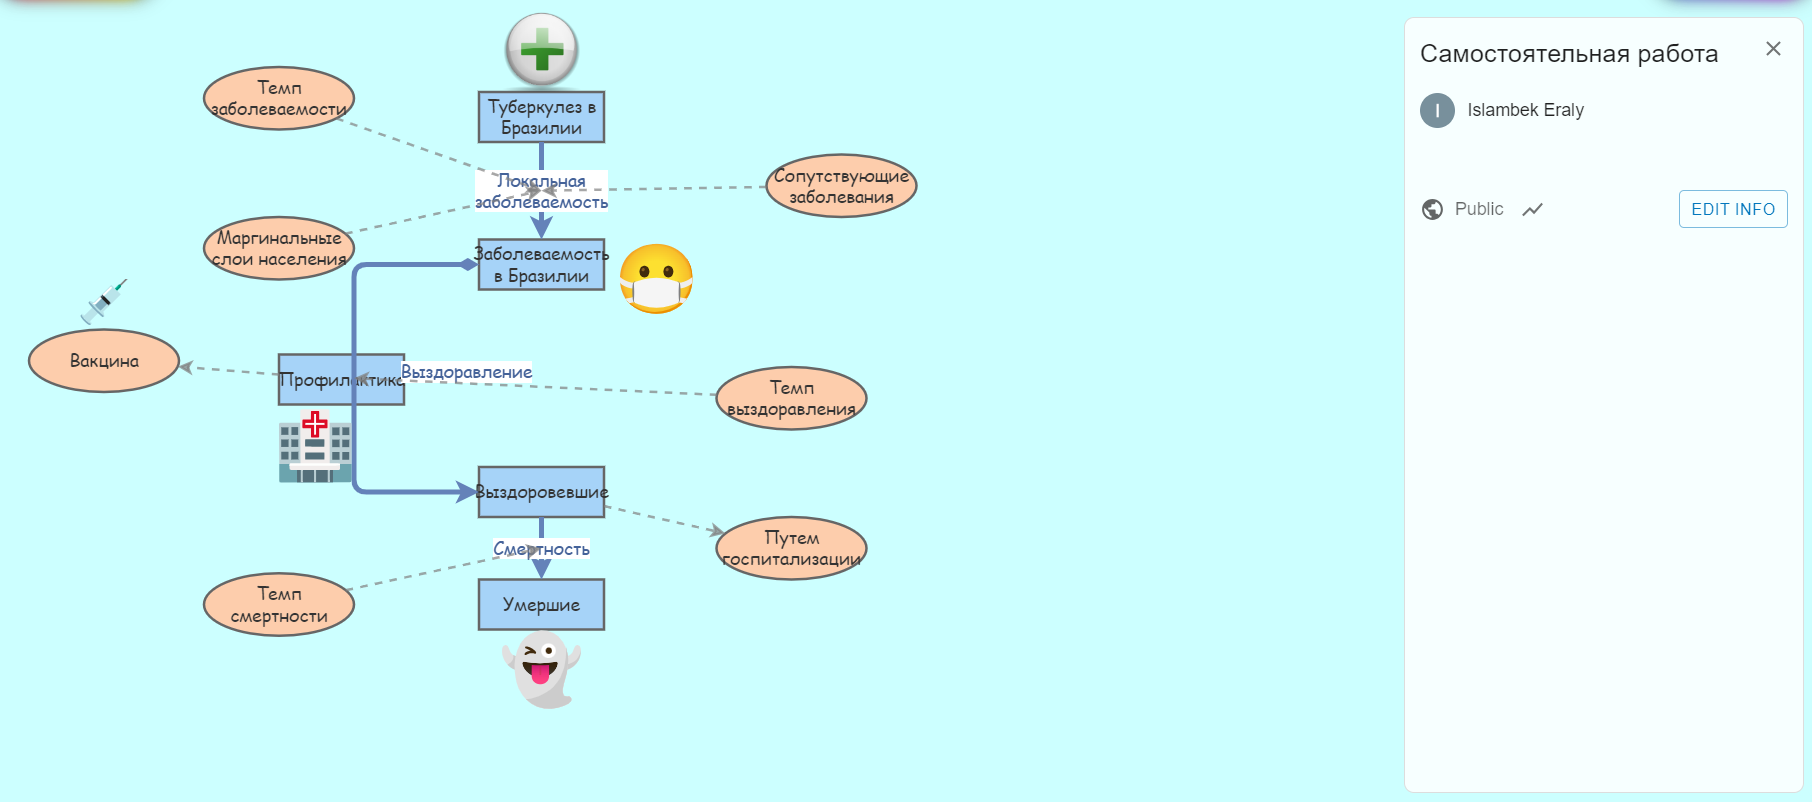 Темп
заболеваемости
Туберкулез в
Бразилии
Локальная
заболеваемость
Сопутствующие
заболевания
Маргинальные
слои населения
Заболеваемость
в Бразилии
Вакцина
Профилактика
Выздоравление
Темп
выздоравления
Выздоровевшие
Путем
госпитализации
Смертность
Темп
смертности
Умершие
Самостоятельная работа
I
Islambek Eraly
Public
EDIT INFO